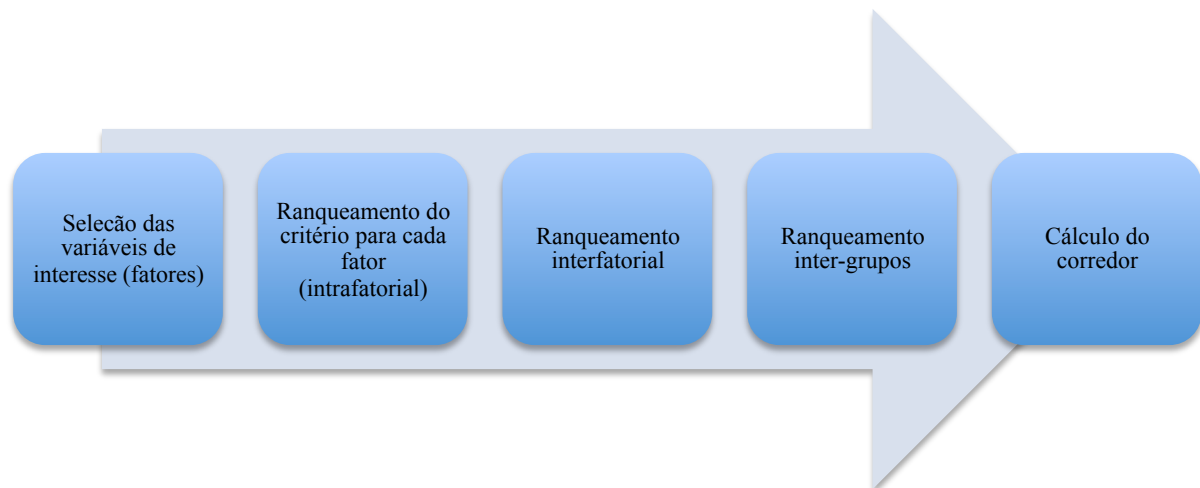 Selecão das
variáveis de
interesse (fatores)
Ranqueamento do
critério para cada
fator
(intrafatorial)
Ranqueamento
interfatorial
Ranqueamento
inter-grupos
Cálculo do
corredor